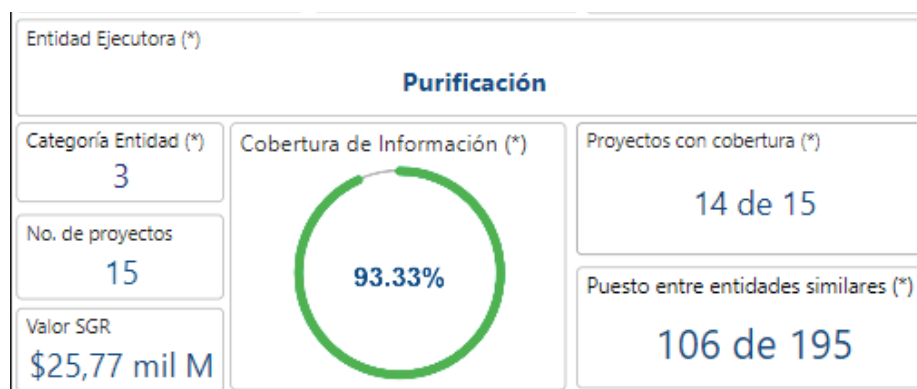 Entidad Ejecutora (*)
Purificación
Categoría Entidad (*)
3
No. de proyectos
15
Valor SGR
$25,77 mil M
Cobertura de Información (*)
93.33%
Proyectos con cobertura (*)
14 de 15
Puesto entre entidades similares (*)
106 de 195